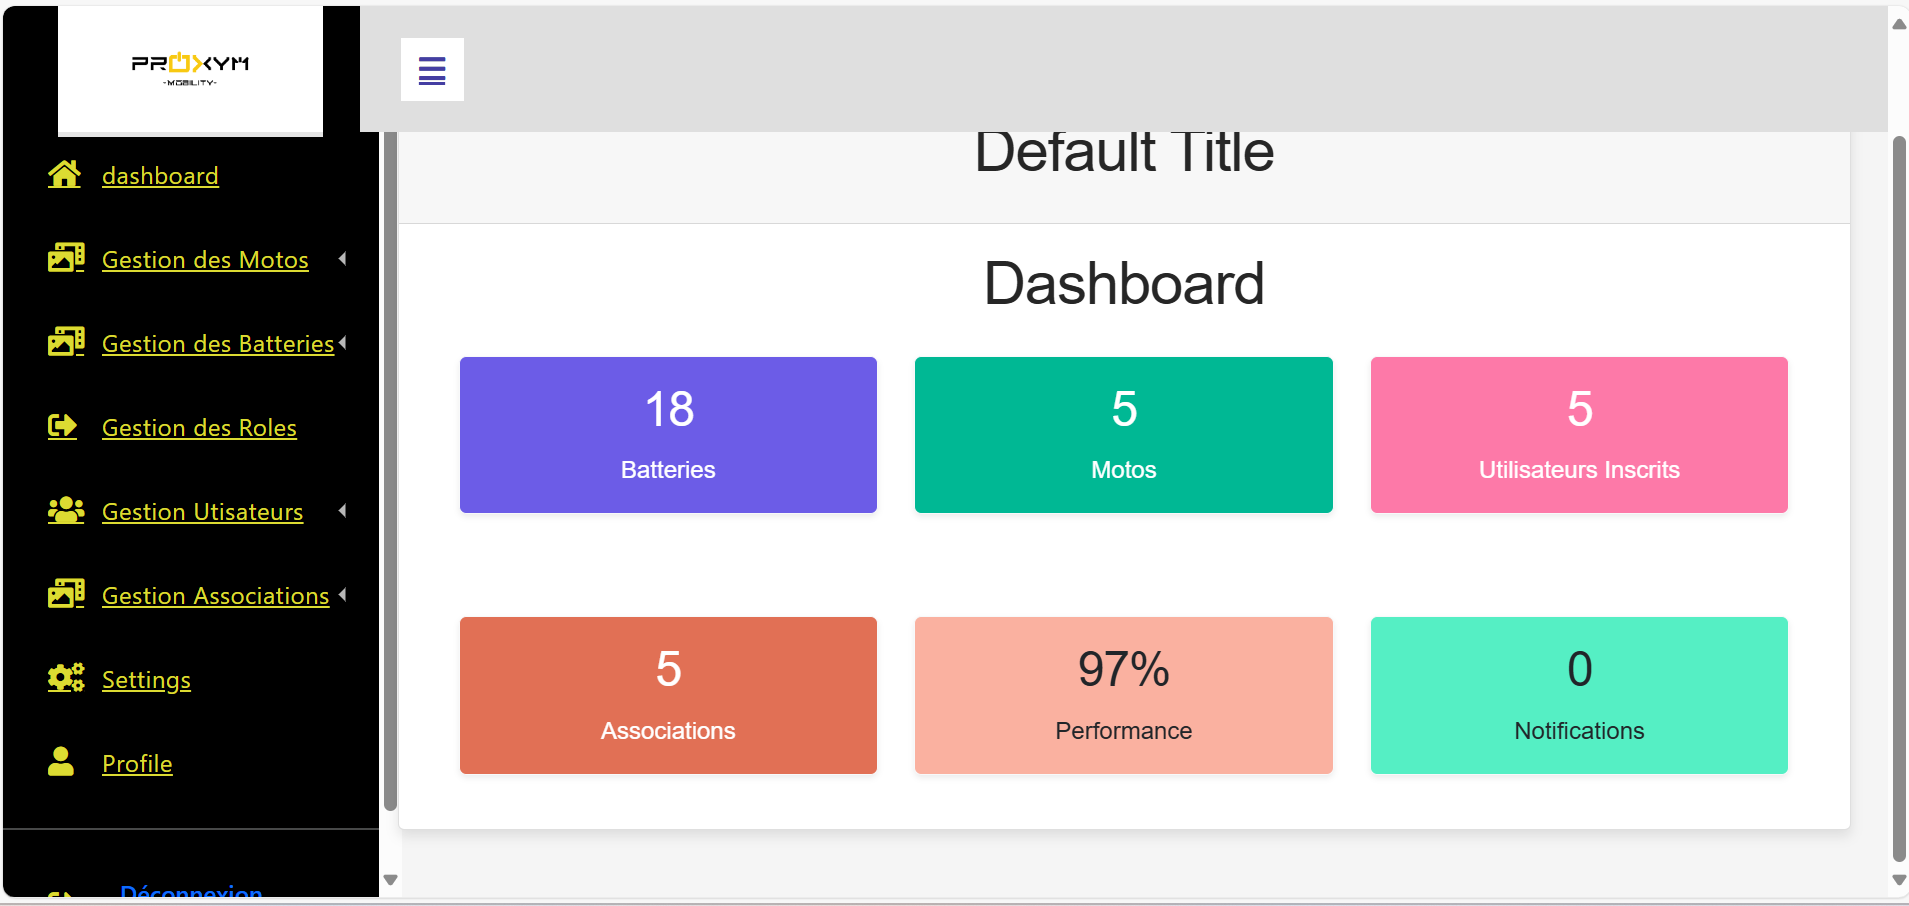 PROXYM
-MOBILITY-
dashboard
Gestion des Motos
Gestion des Batteries
Gestion des Roles
Gestion Utisateurs
Gestion Associations
Settings
Profile
Déconnexion
Default Title
Dashboard
18
Batteries
5
Motos
5
Utilisateurs Inscrits
5
Associations
97%
Performance
0
Notifications